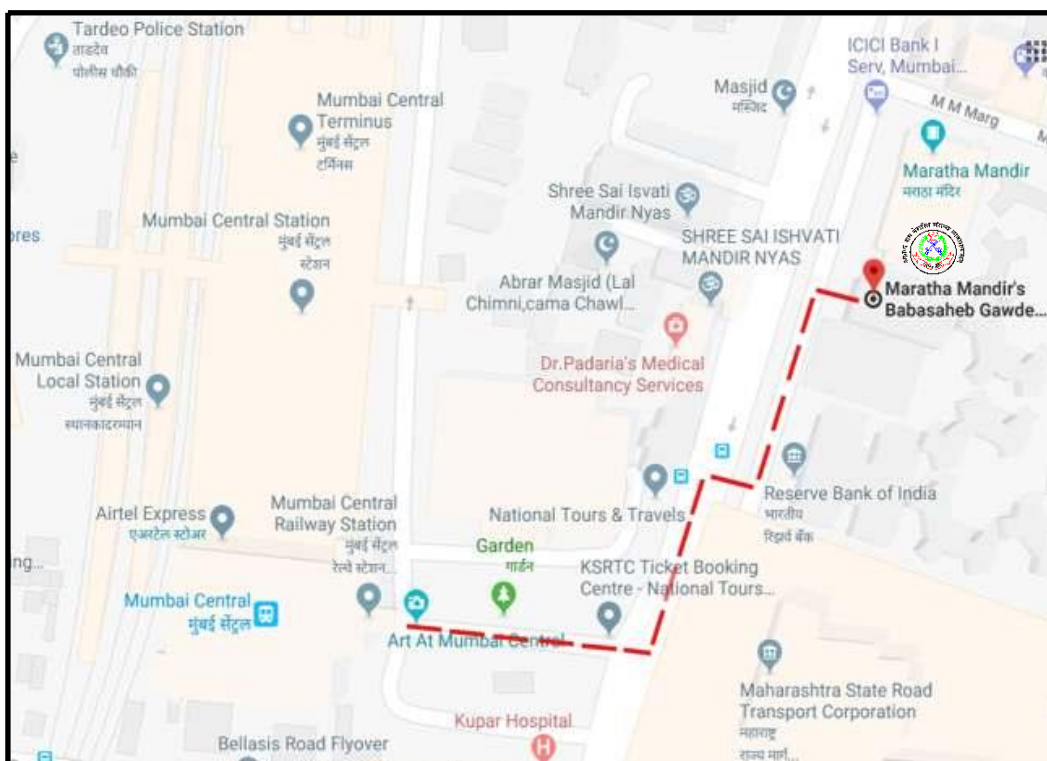 Tardeo Police Station
ताडदेव
पोलीस चौकी
ICICI Bank I
Serv, Mumbai...
Masjid
मस्जिद
Mumbai Central
Terminus
मुंबई सेंट्रल
टर्मिनस
M M Marg
Maratha Mandir
मराठा मंदिर
Shree Sai Isvati
Mandir Nyas
Mumbai Central Station
मुंबई सेंट्रल
स्टेशन
SHREE SAI ISHVATI
MANDIR NYAS
Abrar Masjid (Lal
Chimni,cama Chawl...
Maratha Mandir's
Babasaheb Gawde...
Mumbai Central
Local Station
मुंबई सेंट्रल
स्थानकादरम्यान
Dr.Padaria's Medical
Consultancy Services
Reserve Bank of India
भारतीय
रिझर्व बँक
Mumbai Central
Railway Station
मुंबई सेंट्रल
रेल्वे स्टेशन...
Airtel Express
एअरटेल स्टोअर
National Tours & Travels
Garden
गार्डन
KSRTC Ticket Booking
Centre - National Tours...
Mumbai Central
मुंबई सेंट्रल
Art At Mumbai Central
Maharashtra State Road
Transport Corporation
महाराष्ट्र
राज्य मार्ग...
Kupar Hospital
Bellasis Road Flyover